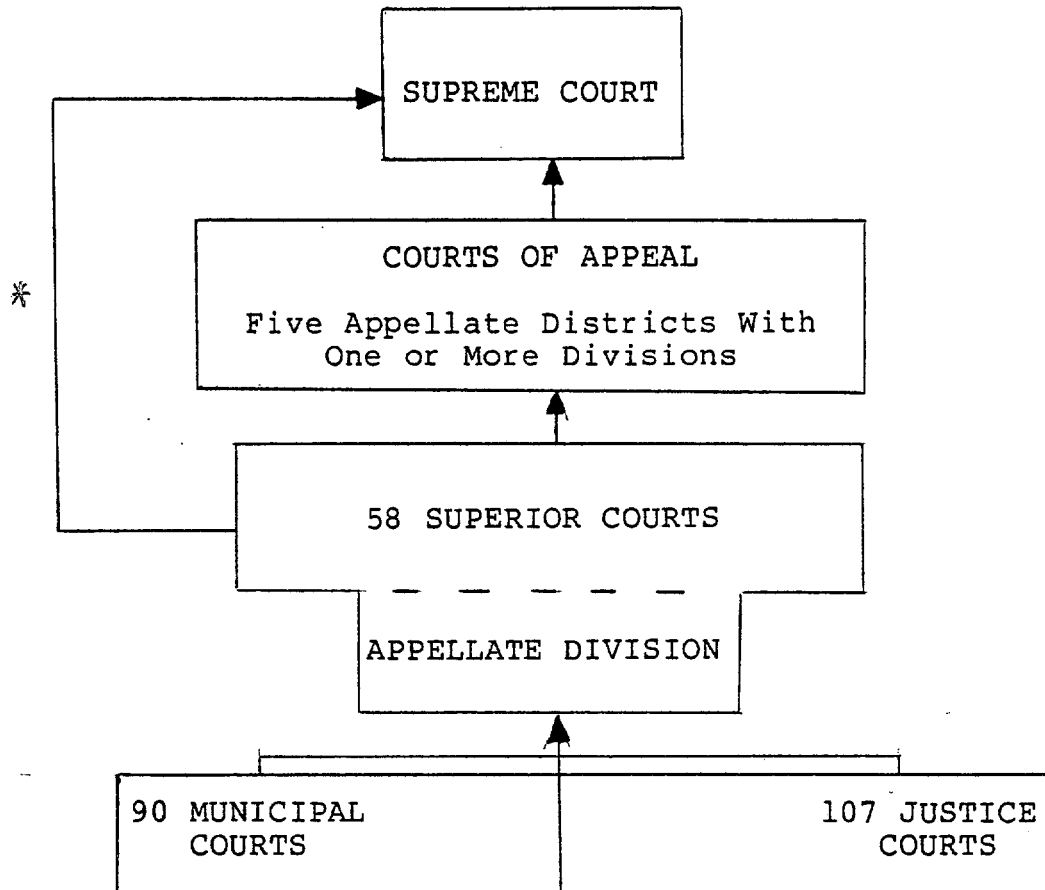 SUPREME COURT
COURTS OF APPEAL
Five Appellate Districts With
One or More Divisions
*
58 SUPERIOR COURTS
APPELLATE DIVISION
90 MUNICIPAL
COURTS
107 JUSTICE
COURTS